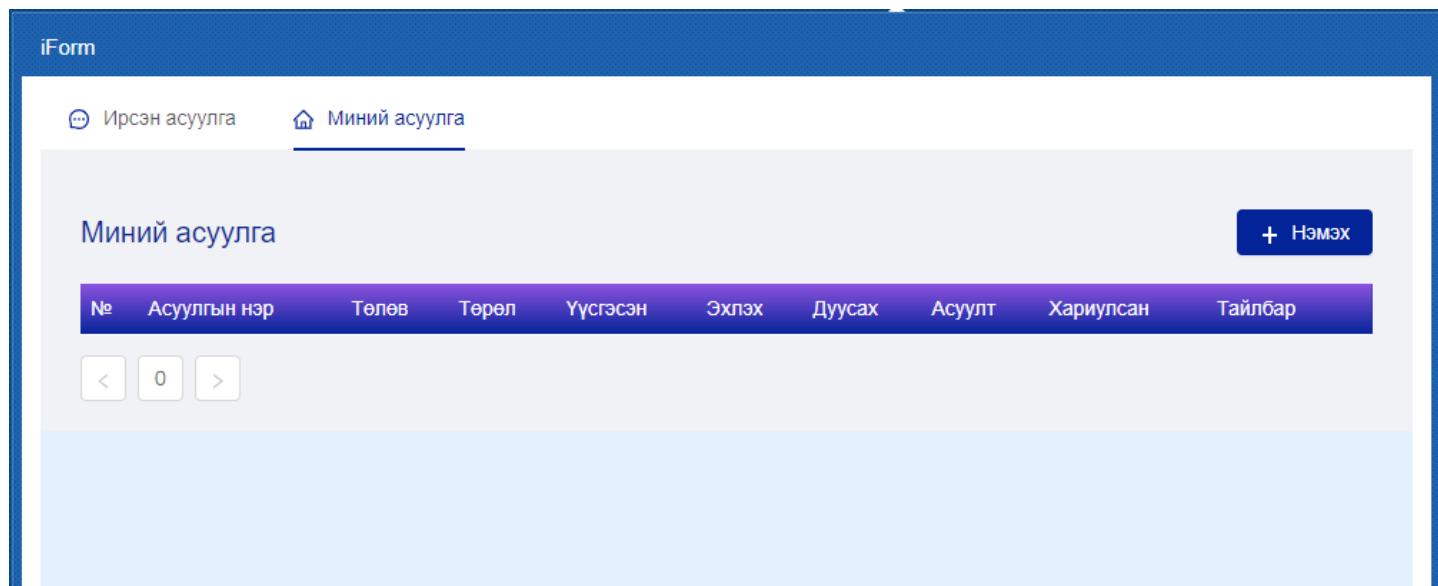 iForm
Ирсэн асуулга Миний асуулга
Миний асуулга + Нэмэх
№ Асуулгын нэр Төлөв Төрөл Үүсгэсэн Эхлэх Дуусах Асуулт Хариулсан Тайлбар
< 0 >